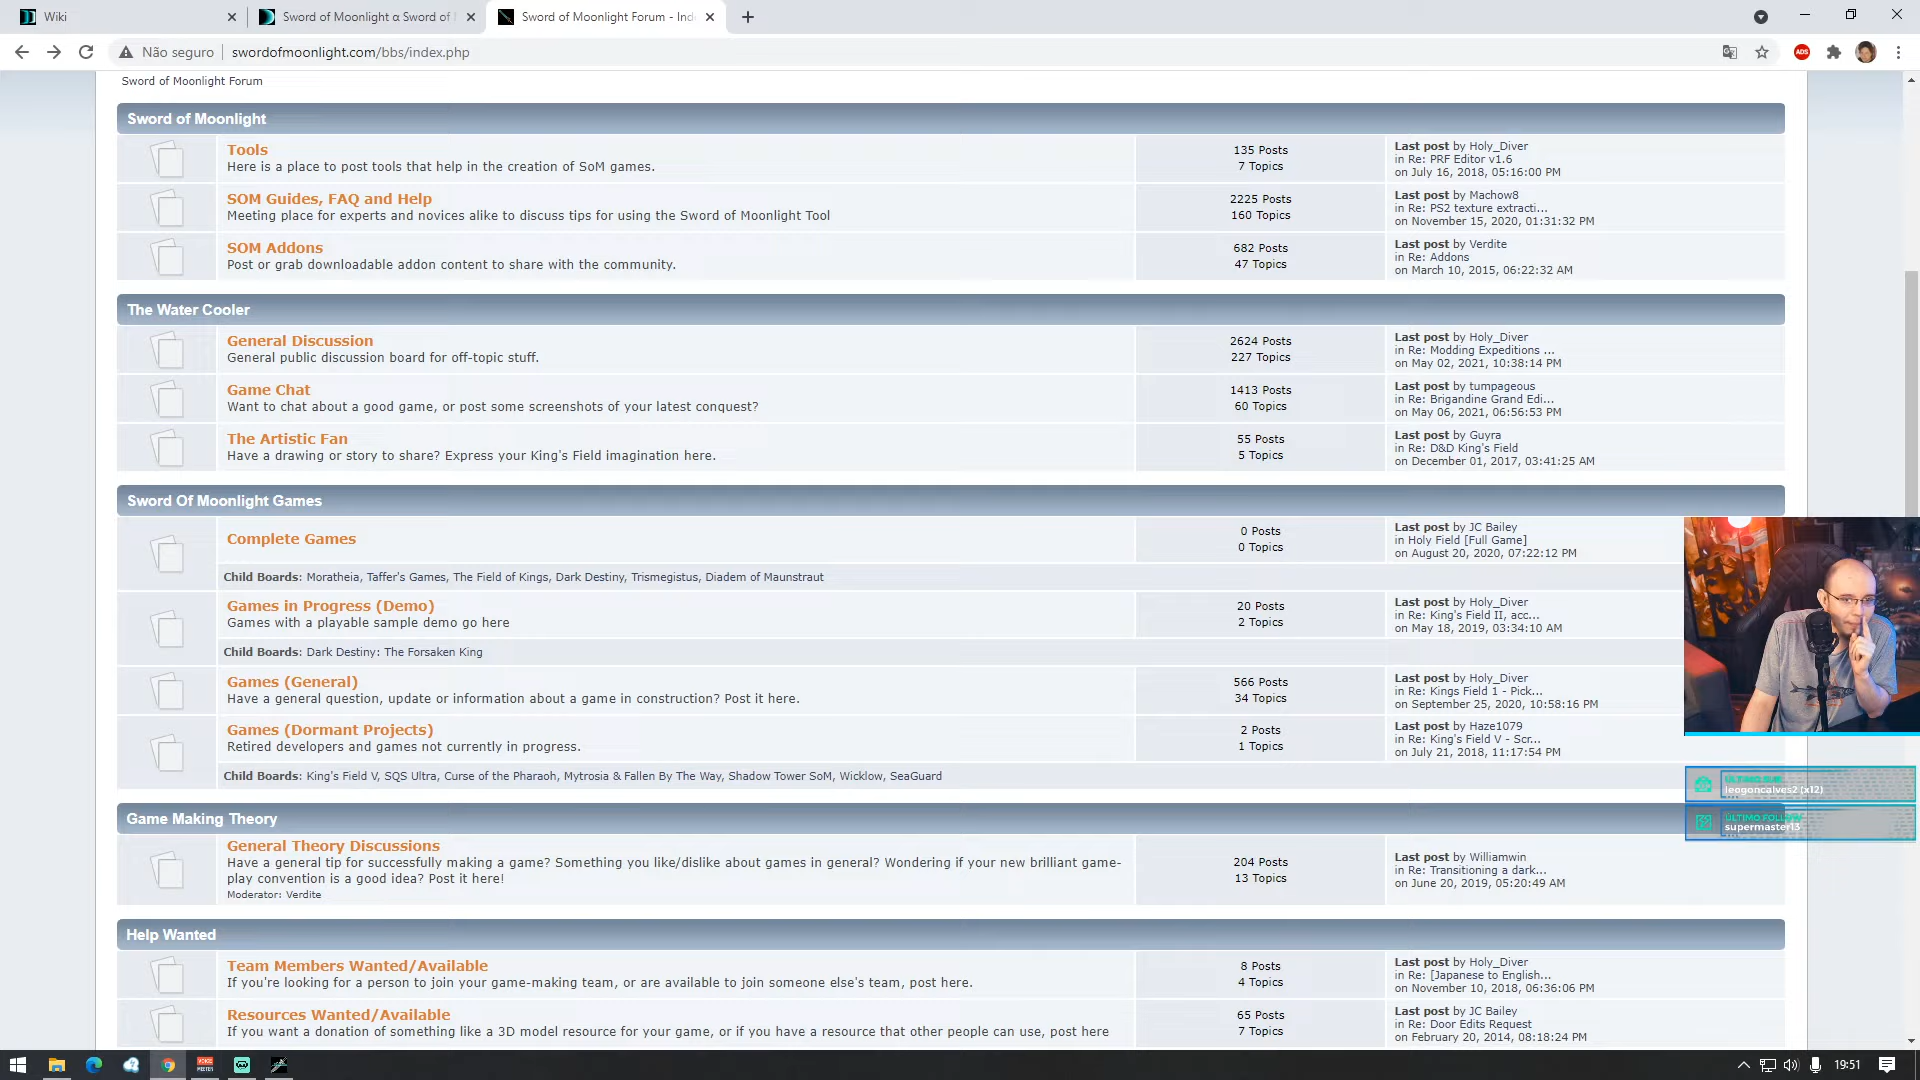 Wiki
Sword of Moonlight α Sword of
Sword of Moonlight Forum - Ind
Não seguro
swordofmoonlight.com/bbs/index.php
ADS
Sword of Moonlight Forum
Sword of Moonlight
Tools
Here is a place to post tools that help in the creation of SoM games.
135 Posts
7 Topics
Last post by Holy_Diver
in Re: PRF Editor v1.6
on July 16, 2018, 05:16:00 PM
SOM Guides, FAQ and Help
Meeting place for experts and novices alike to discuss tips for using the Sword of Moonlight Tool
2225 Posts
160 Topics
Last post by Machow8
in Re: PS2 texture extracti...
on November 15, 2020, 01:31:32 PM
SOM Addons
Post or grab downloadable addon content to share with the community.
682 Posts
47 Topics
Last post by Verdite
in Re: Addons
on March 10, 2015, 06:22:32 AM
The Water Cooler
General Discussion
General public discussion board for off-topic stuff.
2624 Posts
227 Topics
Last post by Holy_Diver
in Re: Modding Expeditions ...
on May 02, 2021, 10:38:14 PM
Game Chat
Want to chat about a good game, or post some screenshots of your latest conquest?
1413 Posts
60 Topics
Last post by tumpageous
in Re: Brigandine Grand Edi...
on May 06, 2021, 06:56:53 PM
The Artistic Fan
Have a drawing or story to share? Express your King's Field imagination here.
55 Posts
5 Topics
Last post by Guyra
in Re: D&D King's Field
on December 01, 2017, 03:41:25 AM
Sword Of Moonlight Games
Complete Games
0 Posts
0 Topics
Last post by JC Bailey
in Holy Field [Full Game]
on August 20, 2020, 07:22:12 PM
Child Boards: Moratheia, Taffer's Games, The Field of Kings, Dark Destiny, Trismegistus, Diadem of Maunstraut
Games in Progress (Demo)
Games with a playable sample demo go here
20 Posts
2 Topics
Last post by Holy_Diver
in Re: King's Field II, acc...
on May 18, 2019, 03:34:10 AM
Child Boards: Dark Destiny: The Forsaken King
Games (General)
Have a general question, update or information about a game in construction? Post it here.
566 Posts
34 Topics
Last post by Holy_Diver
in Re: Kings Field 1 - Pick...
on September 25, 2020, 10:58:16 PM
Games (Dormant Projects)
Retired developers and games not currently in progress.
2 Posts
1 Topics
Last post by Haze1079
in Re: King's Field V - Scr...
on July 21, 2018, 11:17:54 PM
Child Boards: King's Field V, SQS Ultra, Curse of the Pharaoh, Mytrosia & Fallen By The Way, Shadow Tower SoM, Wicklow, SeaGuard
ÚLTIMO SUB
leogoncalves2 (x12)
ÚLTIMO FOLLOW
supermaster13
Game Making Theory
General Theory Discussions
Have a general tip for successfully making a game? Something you like/dislike about games in general? Wondering if your new brilliant game-
play convention is a good idea? Post it here!
Moderator: Verdite
204 Posts
13 Topics
Last post by Williamwin
in Re: Transitioning a dark...
on June 20, 2019, 05:20:49 AM
Help Wanted
Team Members Wanted/Available
If you're looking for a person to join your game-making team, or are available to join someone else's team, post here.
8 Posts
4 Topics
Last post by Holy_Diver
in Re: [Japanese to English...
on November 10, 2018, 06:36:06 PM
Resources Wanted/Available
If you want a donation of something like a 3D model resource for your game, or if you have a resource that other people can use, post here
65 Posts
7 Topics
Last post by JC Bailey
in Re: Door Edits Request
on February 20, 2014, 08:18:24 PM
VOICE
MEETER
19:51